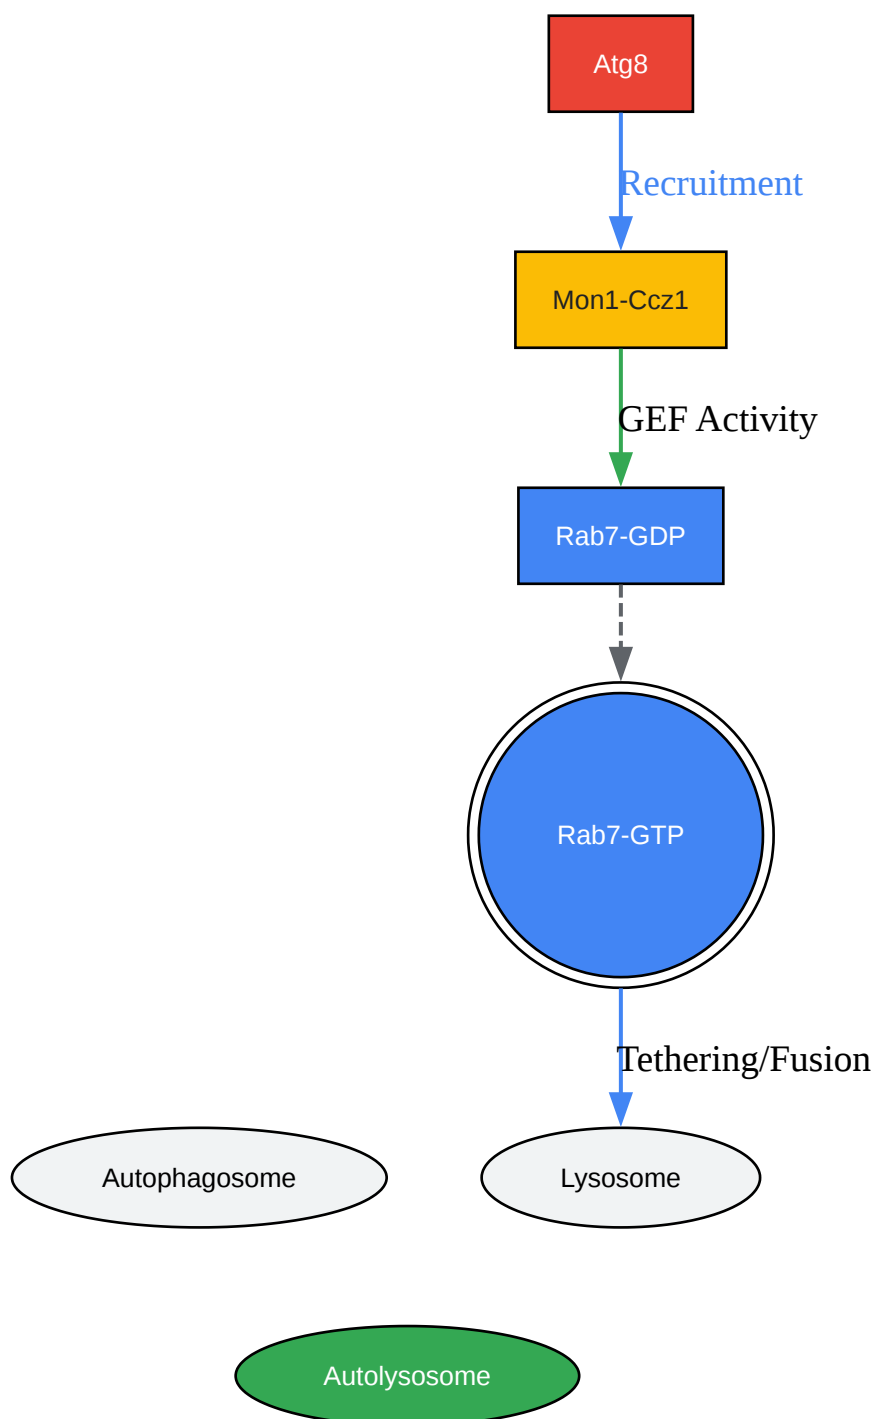 Atg8
Recruitment
Mon1-Ccz1
GEF Activity
Rab7-GDP
Rab7-GTP
Tethering/Fusion
Autophagosome
Lysosome
Autolysosome